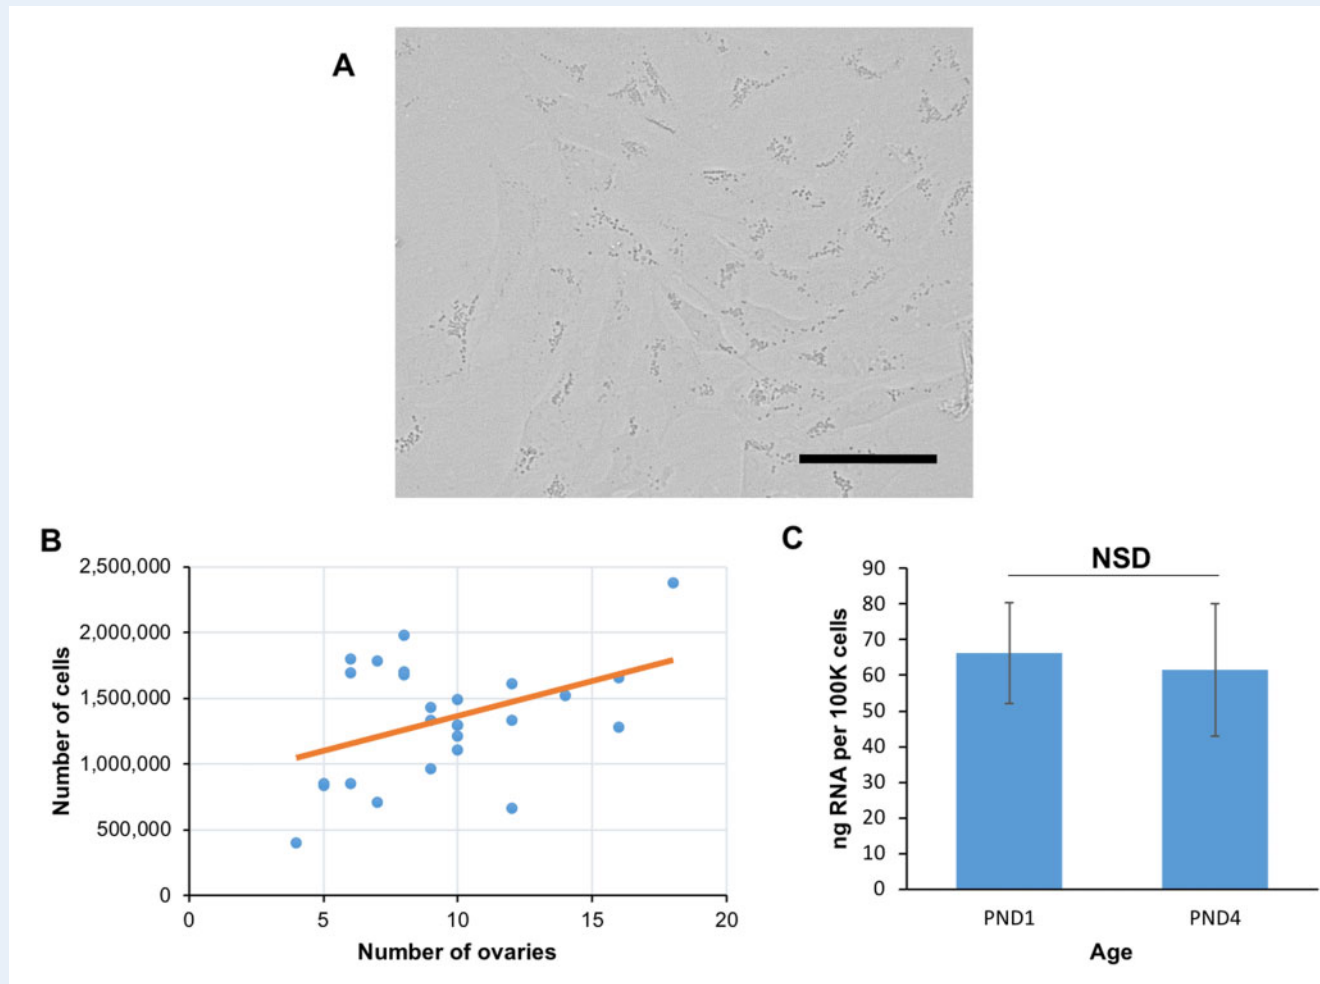 A
B
2,500,000
2,000,000
1,500,000
1,000,000
500,000
0
0 5 10 15 20
Number of cells
Number of ovaries
C
NSD
90
80
70
60
50
40
30
20
10
0
ng RNA per 100K cells
PND1 PND4
Age